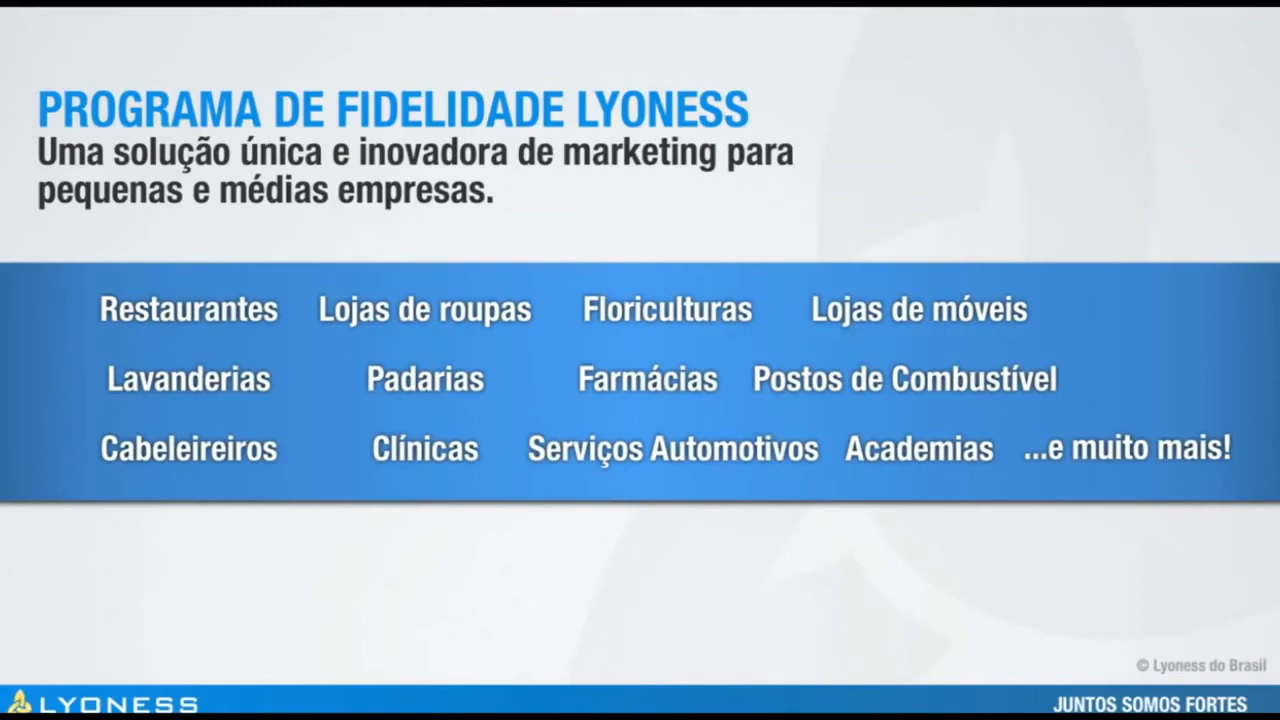 PROGRAMA DE FIDELIDADE LYONESS
Uma solução única e inovadora de marketing para
pequenas e médias empresas.
Restaurantes Lojas de roupas Floriculturas Lojas de móveis
Lavanderias Padarias Farmácias Postos de Combustível
Cabeleireiros Clínicas Serviços Automotivos Academias ...e muito mais!
© Lyoness do Brasil
LYONESS JUNTOS SOMOS FORTES